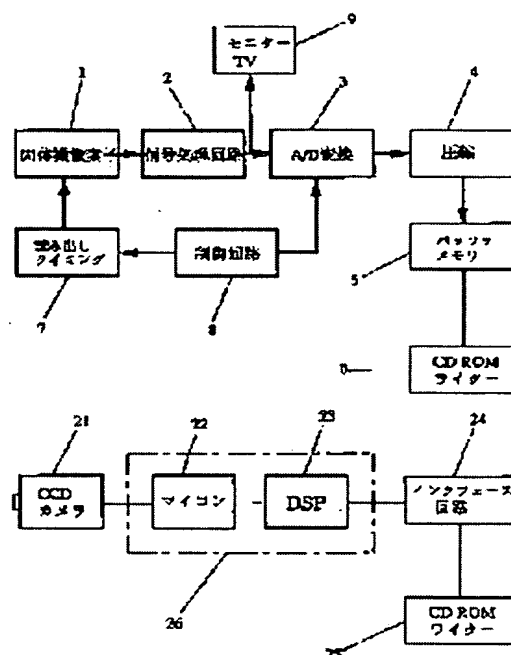 9
モニター
TV
1
2
3
4
固体撮像素子
信号処理回路
A/D変換
圧縮
読み出し
タイミング
制御回路
バッファ
メモリ
5
7
8
CD ROM
ライター
21
22
23
24
CCD
カメラ
マイコン
DSP
インタフェース
回路
26
CD ROM
ライター
25